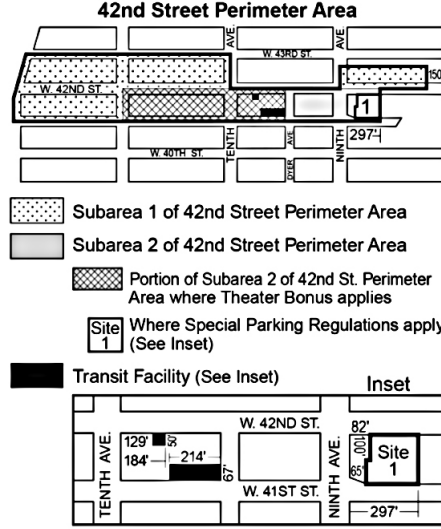 42nd Street Perimeter Area
AVE.
AVE.
W. 43RD ST.
150
W. 42ND ST.
1
297'
W. 40TH ST.
TENTH
AVE
DYER
NINTH
Subarea 1 of 42nd Street Perimeter Area
Subarea 2 of 42nd Street Perimeter Area
Portion of Subarea 2 of 42nd St. Perimeter
Area where Theater Bonus applies
Site
1
Where Special Parking Regulations apply
(See Inset)
Transit Facility (See Inset)
Inset
W. 42ND ST.
82'
129'
50'
100'
Site
1
184'
214'
67'
65'
TENTH AVE.
NINTH AVE.
W. 41ST ST.
297'